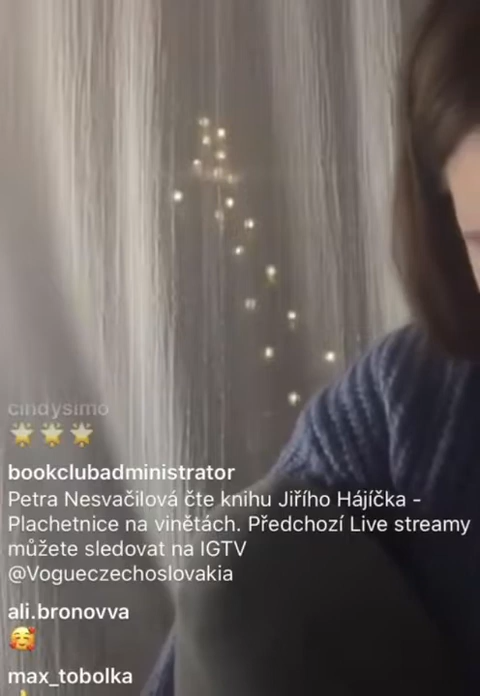 cindysimo
bookclubadministrator
Petra Nesvačilová čte knihu Jiřího Hájíčka -
Plachetnice na vinětách. Předchozí Live streamy
můžete sledovat na IGTV
@Vogueczechoslovakia
ali.bronovva
max_tobolka